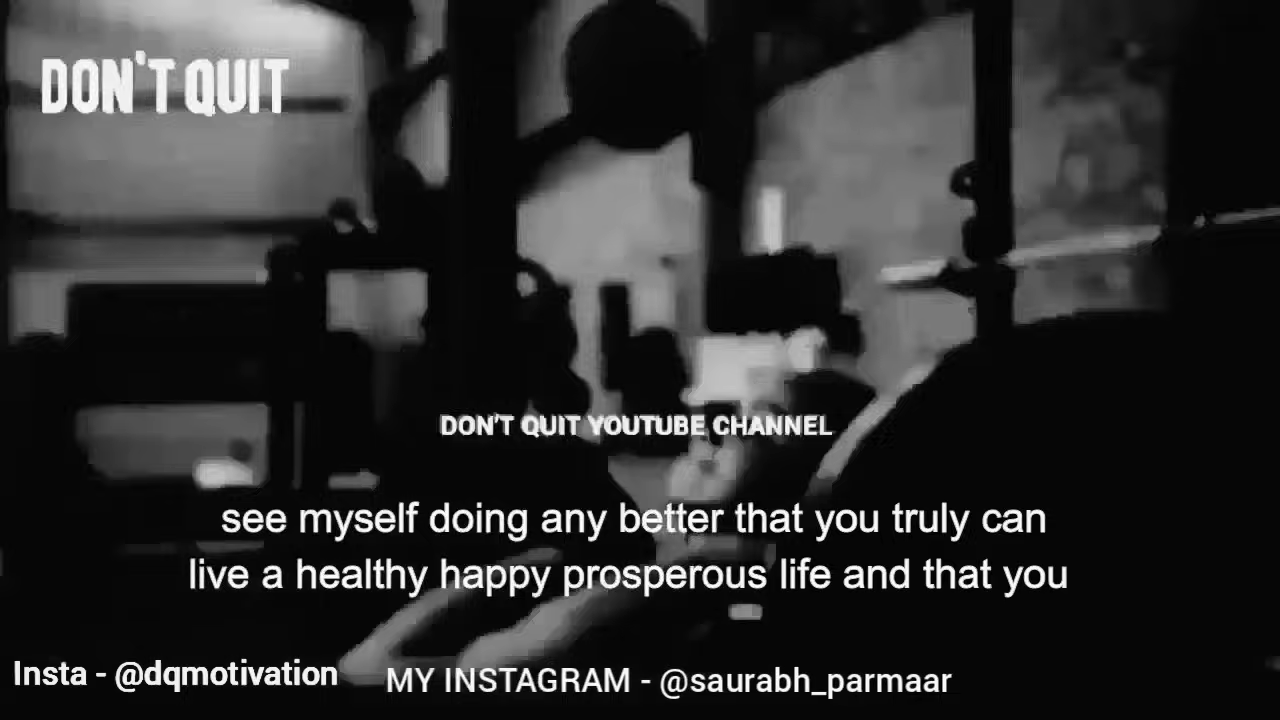 DON'T QUIT
DON'T QUIT YOUTUBE CHANNEL
see myself doing any better that you truly can
live a healthy happy prosperous life and that you
Insta - @dqmotivation
MY INSTAGRAM - @saurabh_parmaar